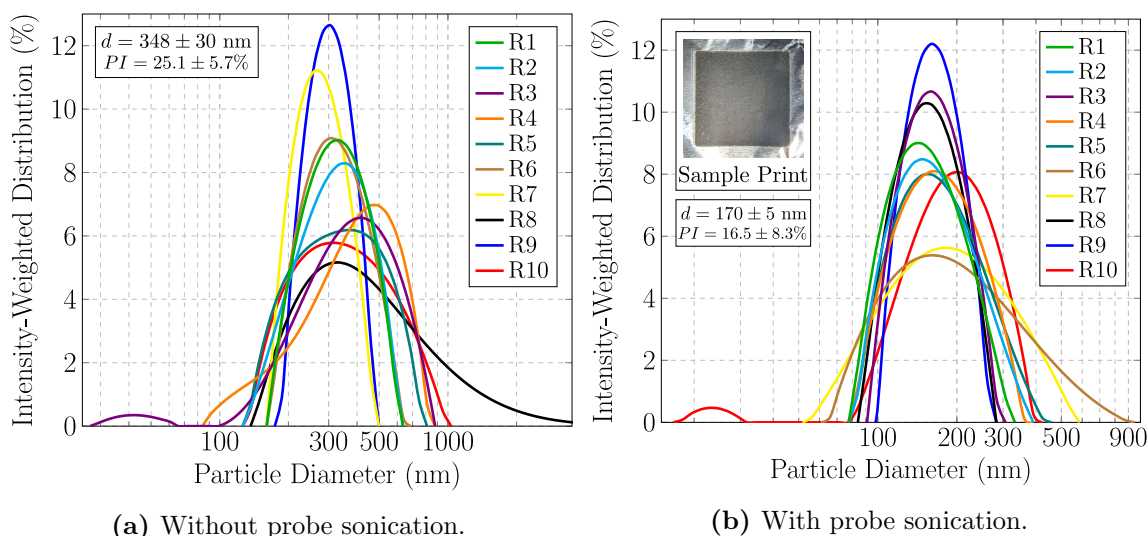 Intensity-Weighted Distribution (%)
12
10
8
6
4
2
0
d = 348 ± 30 nm
PI = 25.1 ± 5.7%
R1
R2
R3
R4
R5
R6
R7
R8
R9
R10
100
300
500
1000
Particle Diameter (nm)
(a) Without probe sonication.
Intensity-Weighted Distribution (%)
12
10
8
6
4
2
0
Sample Print
d = 170 ± 5 nm
PI = 16.5 ± 8.3%
R1
R2
R3
R4
R5
R6
R7
R8
R9
R10
100
200
300
500
900
Particle Diameter (nm)
(b) With probe sonication.